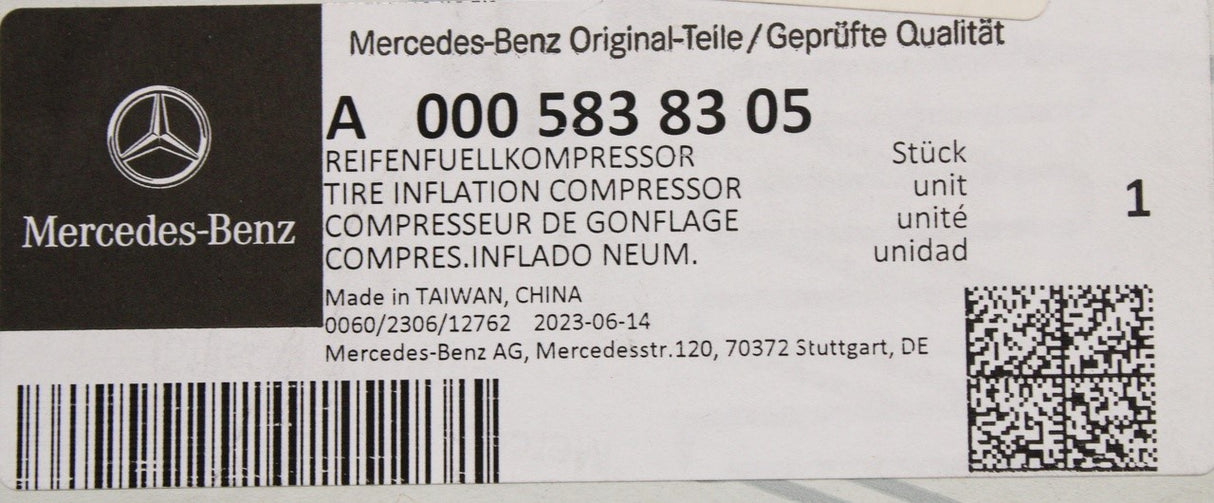 Mercedes-Benz Original-Teile/Geprüfte Qualität
Mercedes-Benz
A 000 583 83 05
REIFENFUELLKOMPRESSOR Stück
TIRE INFLATION COMPRESSOR unit
COMPRESSEUR DE GONFLAGE unité
COMPRES.INFLADO NEUM. unidad
1
Made in TAIWAN, CHINA
0060/2306/12762 2023-06-14
Mercedes-Benz AG, Mercedesstr.120, 70372 Stuttgart, DE